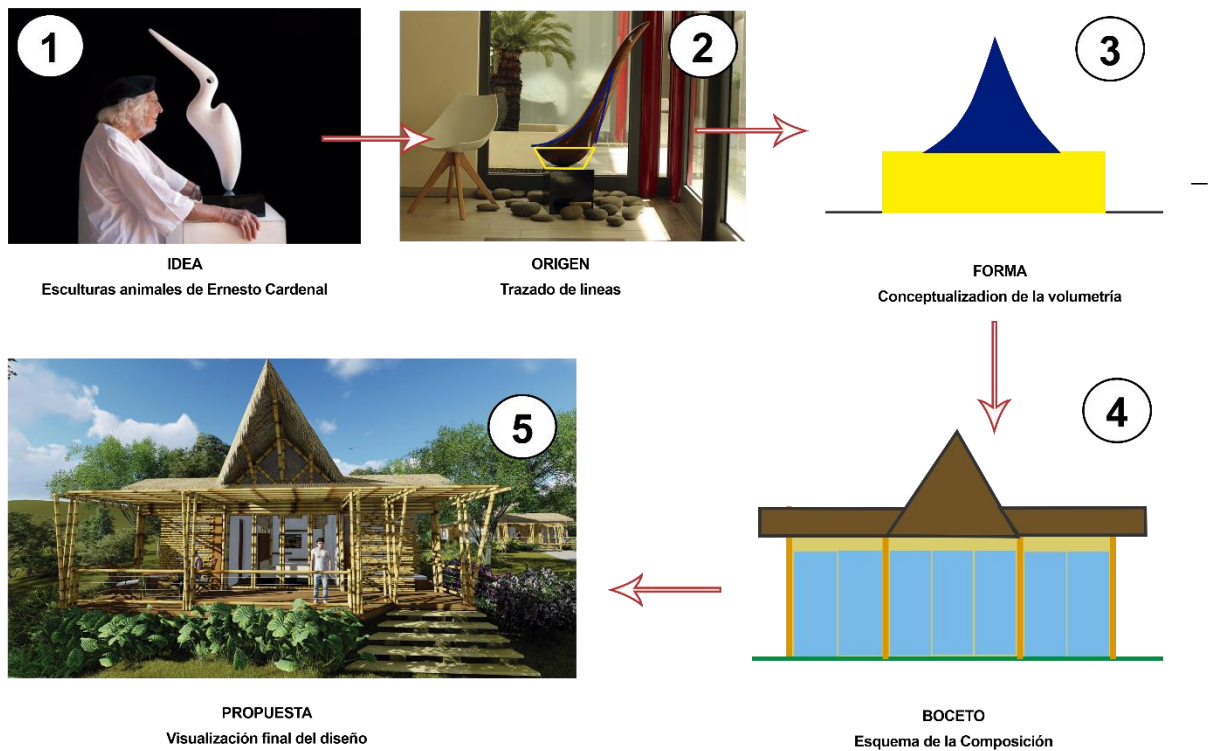 1
IDEA
Esculturas animales de Ernesto Cardenal
2
ORIGEN
Trazado de lineas
3
FORMA
Conceptualizadion de la volumetría
4
BOCETO
Esquema de la Composición
5
PROPUESTA
Visualización final del diseño